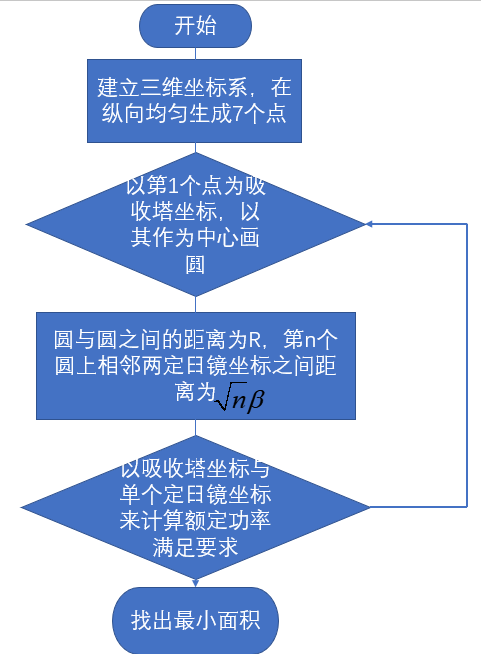 开始
建立三维坐标系，在
纵向均匀生成7个点
以第1个点为吸
收塔坐标，以
其作为中心画
圆
圆与圆之间的距离为R，第n个
圆上相邻两定日镜坐标之间距
离为√nβ
以吸收塔坐标与
单个定日镜坐标
来计算额定功率
满足要求
找出最小面积